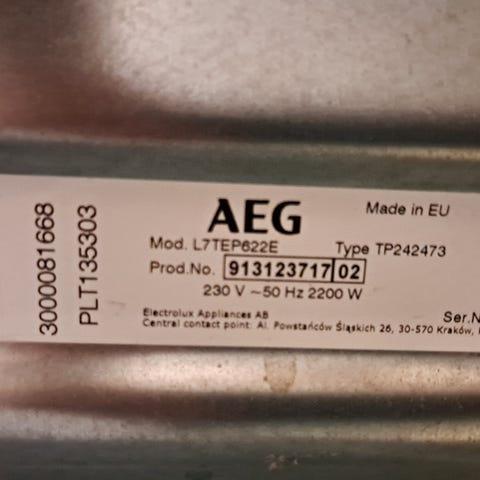 AEG
Made in EU
Mod. L7TEP622E Type TP242473
Prod.No. 913123717 02
230 V ~50 Hz 2200 W
Electrolux Appliances AB
Ser.N
Central contact point: Al. Powstańców Śląskich 26, 30-570 Kraków,
3000081668
PLT135303